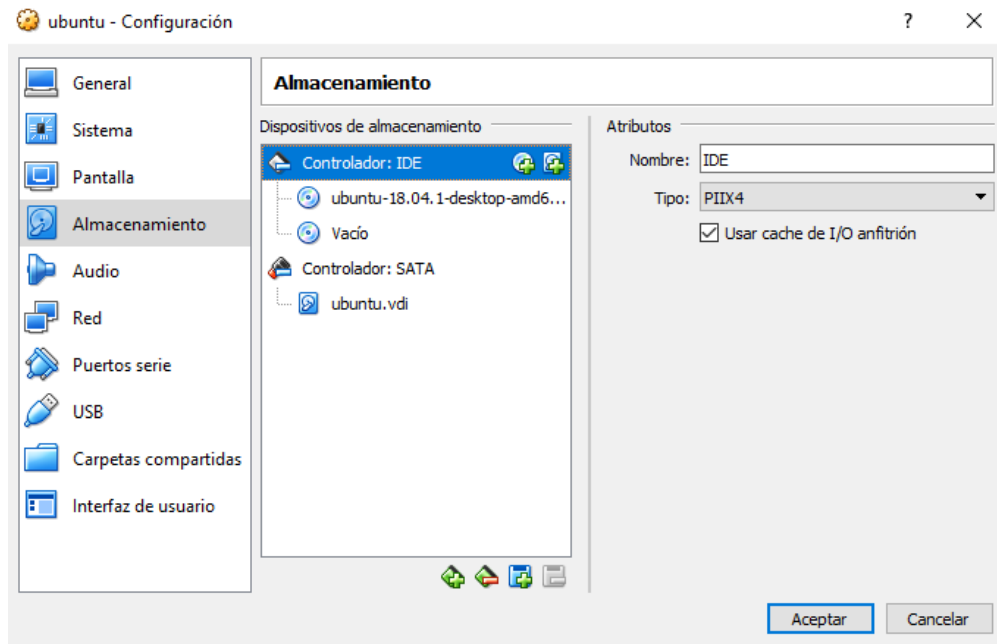 ubuntu - Configuración
?
General
Sistema
Pantalla
Almacenamiento
Audio
Red
Puertos serie
USB
Carpetas compartidas
Interfaz de usuario
Almacenamiento
Dispositivos de almacenamiento
Controlador: IDE
ubuntu-18.04.1-desktop-amd6...
Vacío
Controlador: SATA
ubuntu.vdi
Atributos
Nombre: IDE
Tipo: PIIX4
Usar cache de I/O anfitrión
Aceptar
Cancelar